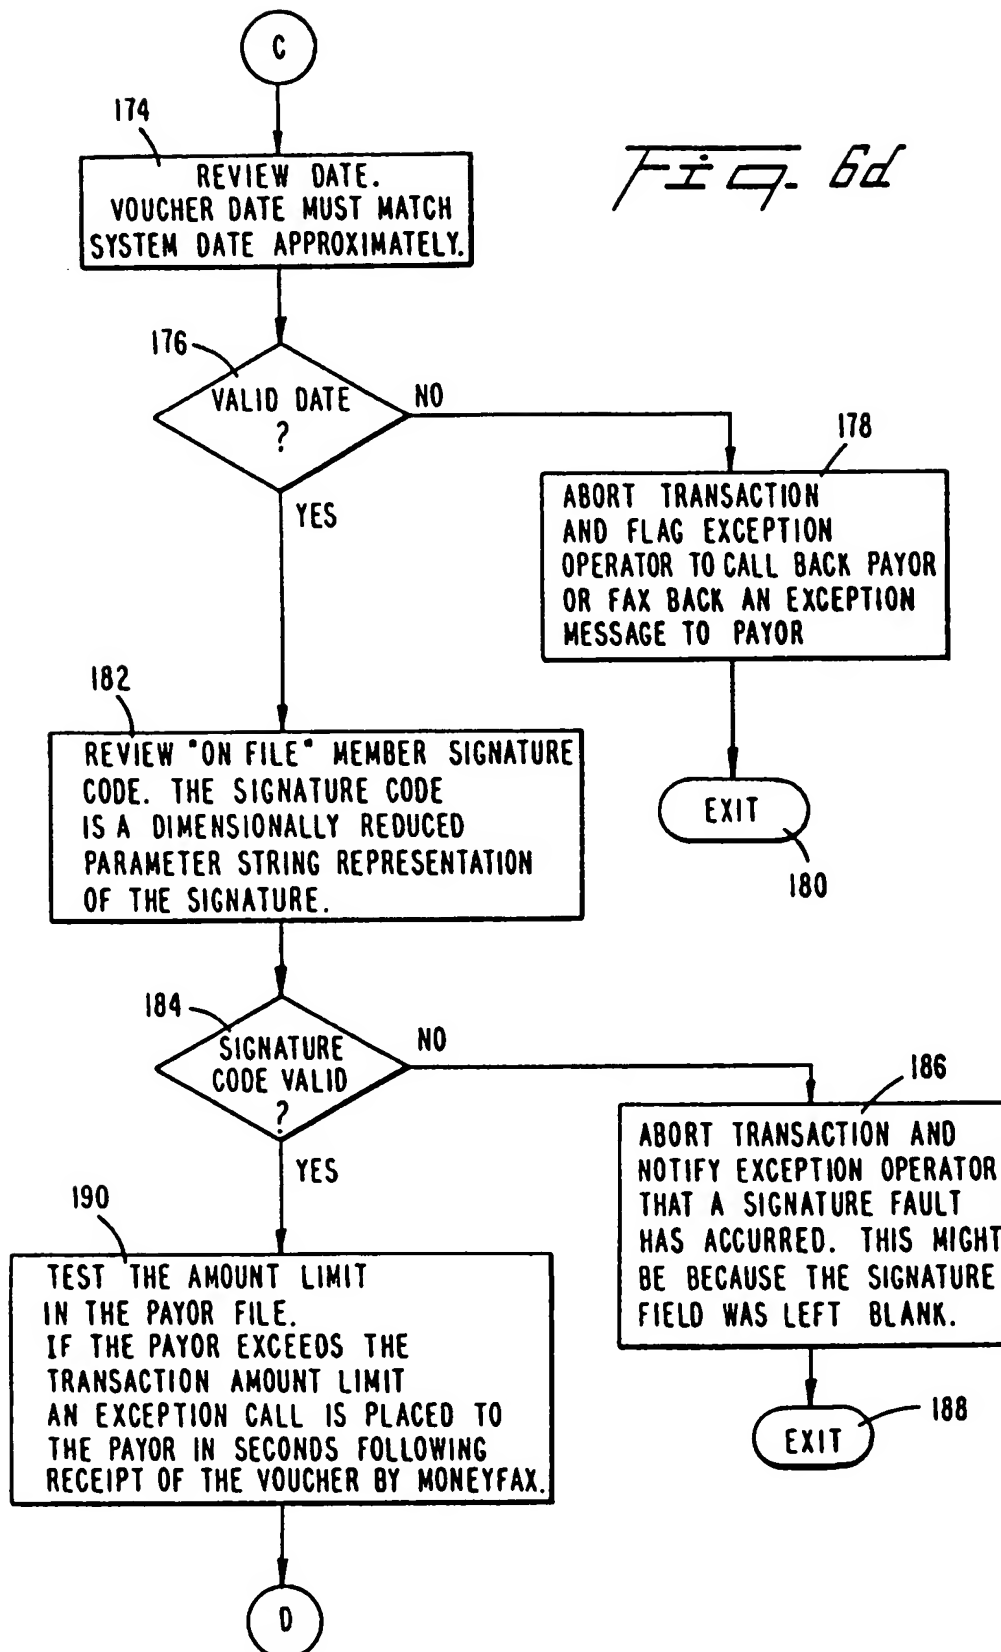 C
174
Fig. 6d
REVIEW DATE.
VOUCHER DATE MUST MATCH
SYSTEM DATE APPROXIMATELY.
176
VALID DATE
?
NO
YES
178
ABORT TRANSACTION
AND FLAG EXCEPTION
OPERATOR TO CALL BACK PAYOR
OR FAX BACK AN EXCEPTION
MESSAGE TO PAYOR
EXIT
180
182
REVIEW "ON FILE" MEMBER SIGNATURE
CODE. THE SIGNATURE CODE
IS A DIMENSIONALLY REDUCED
PARAMETER STRING REPRESENTATION
OF THE SIGNATURE.
184
SIGNATURE
CODE VALID
?
NO
YES
186
ABORT TRANSACTION AND
NOTIFY EXCEPTION OPERATOR
THAT A SIGNATURE FAULT
HAS ACCURRED. THIS MIGHT
BE BECAUSE THE SIGNATURE
FIELD WAS LEFT BLANK.
EXIT
188
190
TEST THE AMOUNT LIMIT
IN THE PAYOR FILE.
IF THE PAYOR EXCEEDS THE
TRANSACTION AMOUNT LIMIT
AN EXCEPTION CALL IS PLACED TO
THE PAYOR IN SECONDS FOLLOWING
RECEIPT OF THE VOUCHER BY MONEYFAX.
D